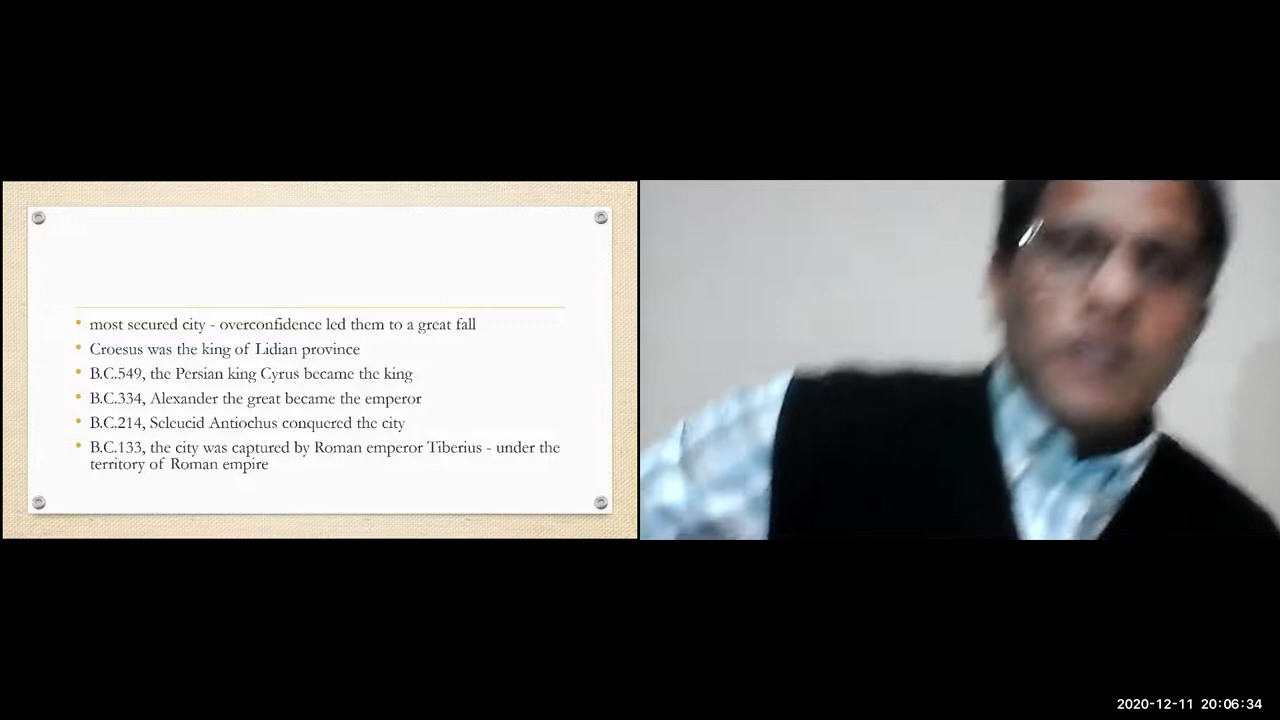 most secured city - overconfidence led them to a great fall
Croesus was the king of Lidian province
B.C.549, the Persian king Cyrus became the king
B.C.334, Alexander the great became the emperor
B.C.214, Seleucid Antiochus conquered the city
B.C.133, the city was captured by Roman emperor Tiberius - under the
territory of Roman empire
2020-12-11 20:06:34